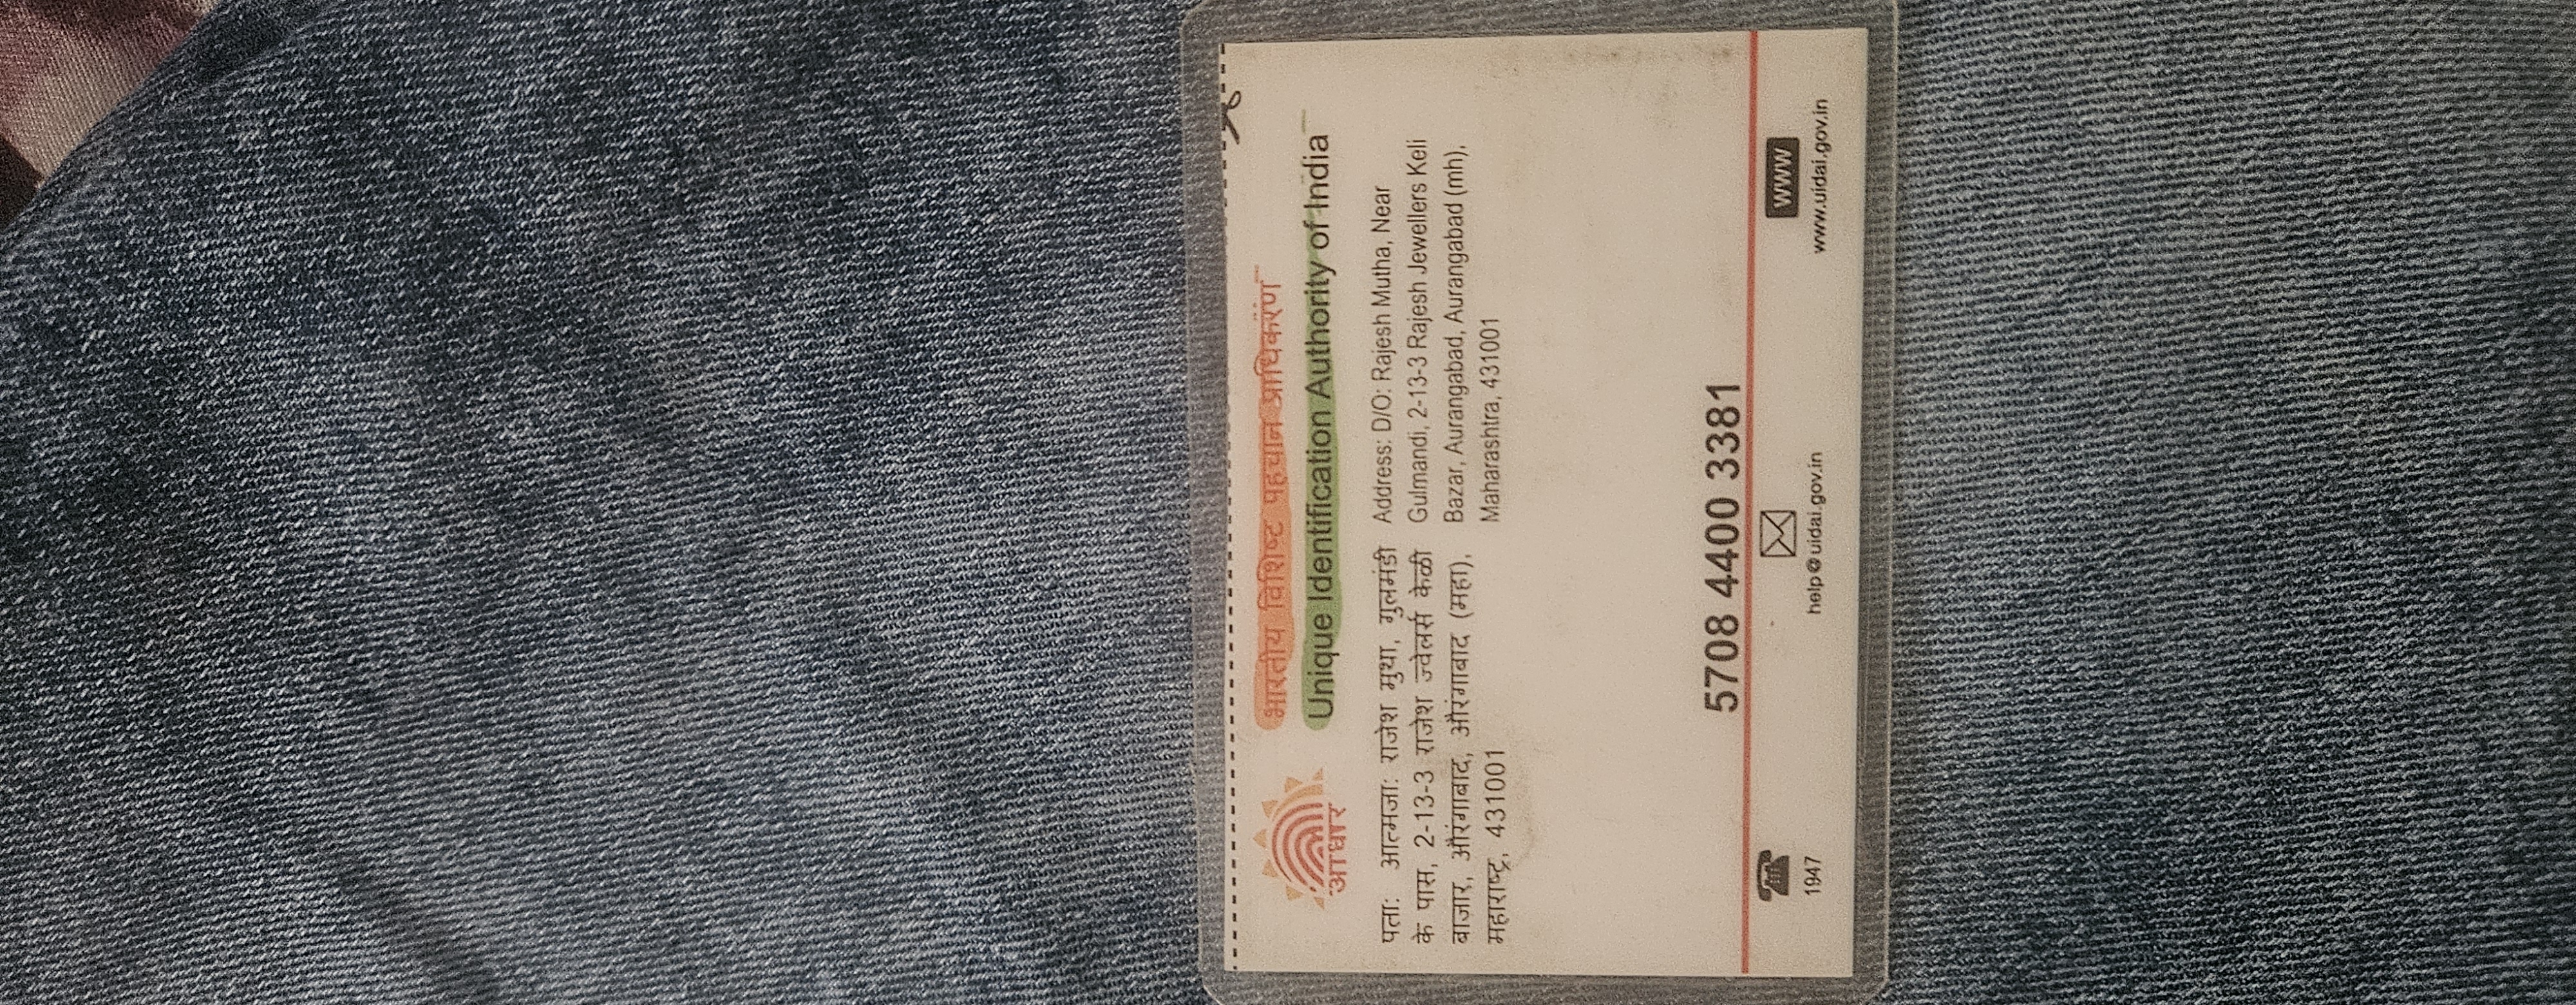 भारतीय विशिष्ट पहचान प्राधिकरण
Unique Identification Authority of India
आधार
पता: आत्मजा: राजेश मुथा, गुलमंडी
के पास, 2-13-3 राजेश ज्वेलर्स केळी
बाज़ार, औरंगाबाद, औरंगाबाद (महा),
महाराष्ट्र, 431001
Address: D/O: Rajesh Mutha, Near
Gulmandi, 2-13-3 Rajesh Jewellers Keli
Bazar, Aurangabad, Aurangabad (mh),
Maharashtra, 431001
5708 4400 3381
1947
help@uidai.gov.in
WWW
www.uidai.gov.in